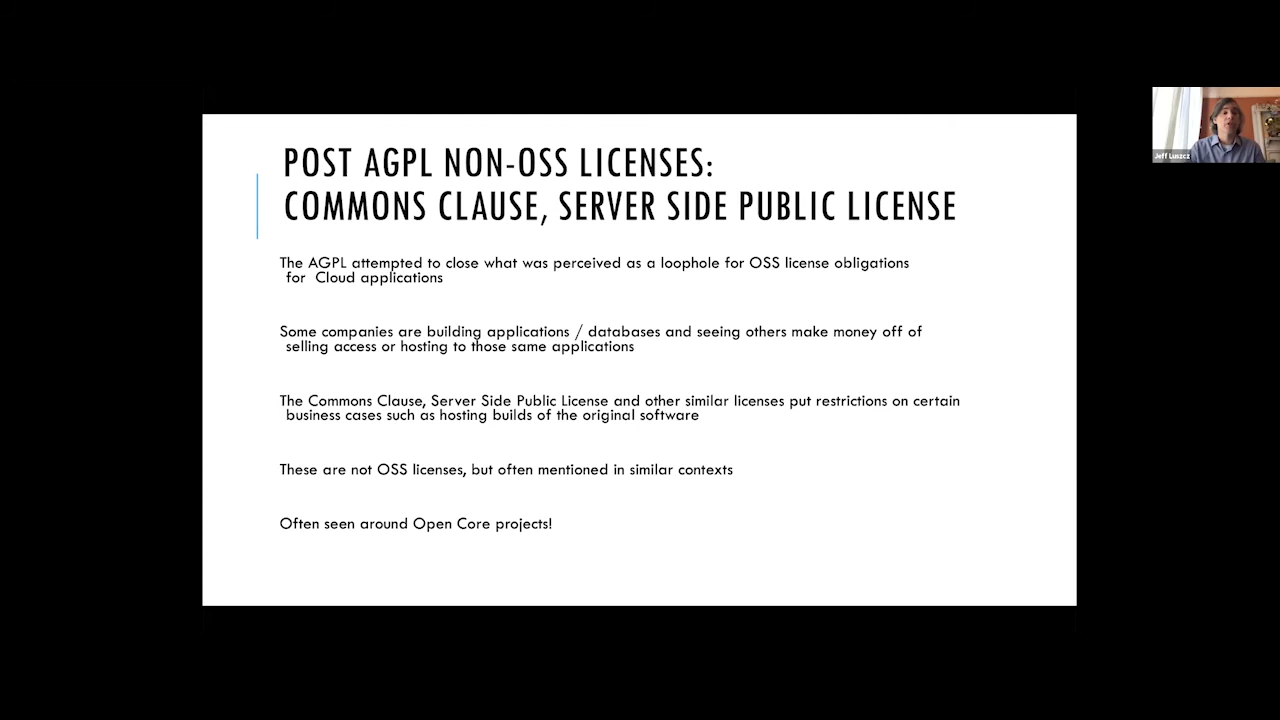 POST AGPL NON-OSS LICENSES:
COMMONS CLAUSE, SERVER SIDE PUBLIC LICENSE
The AGPL attempted to close what was perceived as a loophole for OSS license obligations
for Cloud applications
Some companies are building applications / databases and seeing others make money off of
selling access or hosting to those same applications
The Commons Clause, Server Side Public License and other similar licenses put restrictions on certain
business cases such as hosting builds of the original software
These are not OSS licenses, but often mentioned in similar contexts
Often seen around Open Core projects!
Jeff Luszcz